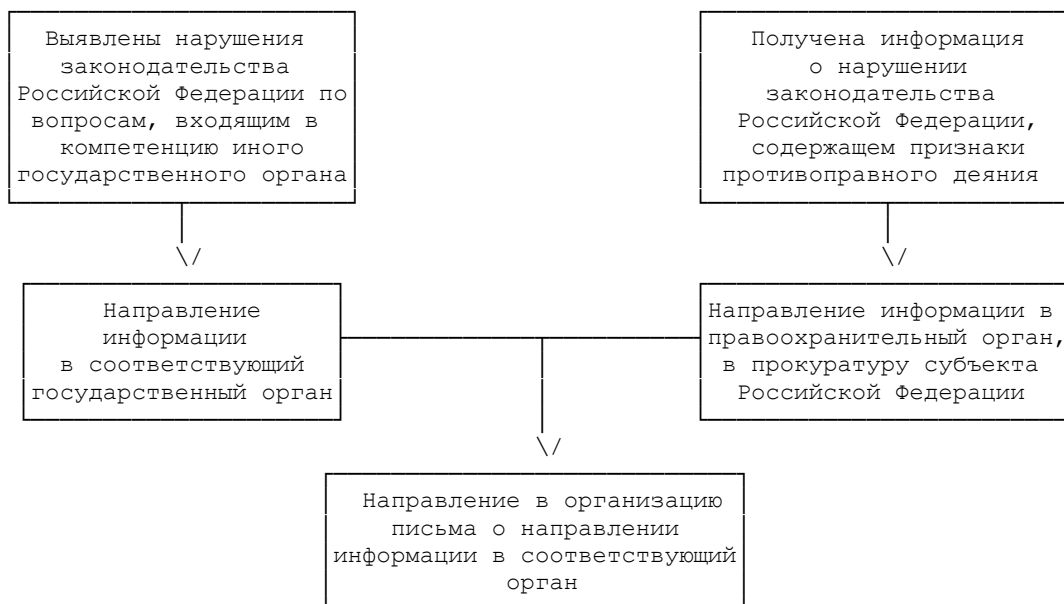 Выявлены нарушения
законодательства
Российской Федерации по
вопросам, входящим в
компетенцию иного
государственного органа
Получена информация
о нарушении
законодательства
Российской Федерации,
содержащем признаки
противоправного деяния
\/
\/
Направление
информации
в соответствующий
государственный орган
Направление информации в
правоохранительный орган,
в прокуратуру субъекта
Российской Федерации
\/
Направление в организацию
письма о направлении
информации в соответствующий
орган